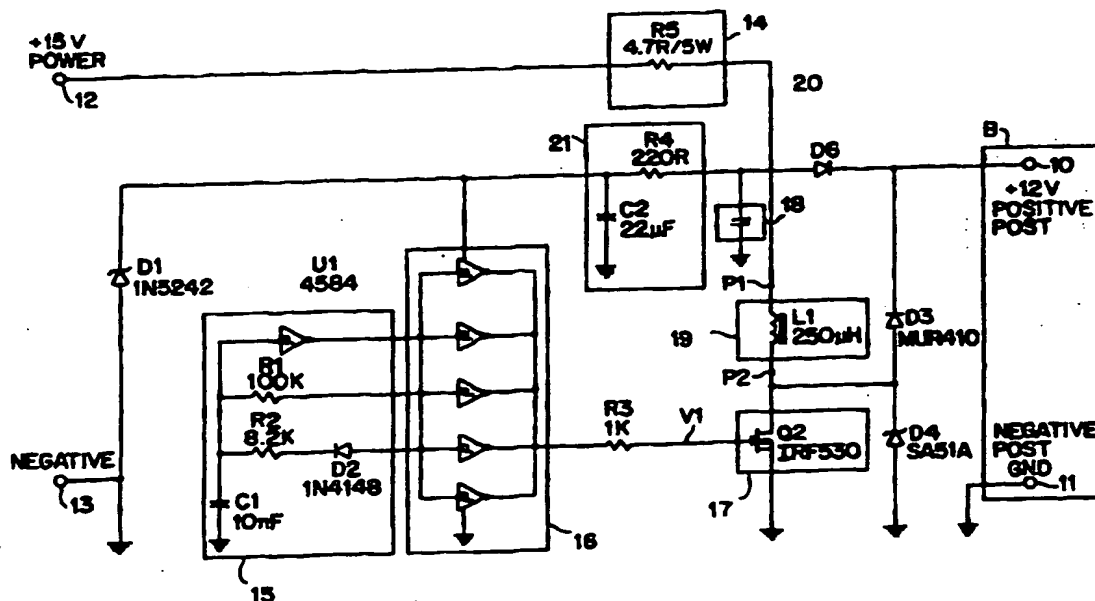 +15V
POWER
12
R5
4.7R/5W
14
20
21
R4
220R
D6
B
10
+12V
POSITIVE
POST
C2
22µF
18
D1
1N5242
U1
4584
P1
L1
250µH
19
D3
MUR410
R1
100K
P2
R2
8.2K
R3
1K
V1
Q2
IRF530
D4
SA51A
NEGATIVE
POST
GND
11
NEGATIVE
13
D2
1N4148
C1
10nF
17
16
15